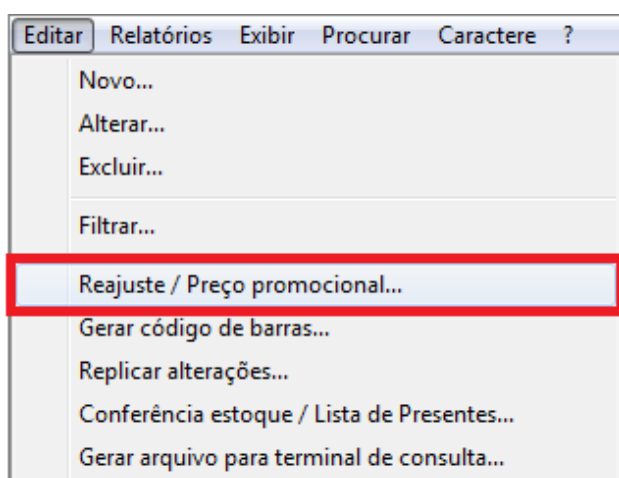 Editar Relatórios Exibir Procurar Caractere ?
Novo...
Alterar...
Excluir...
Filtrar...
Reajuste / Preço promocional...
Gerar código de barras...
Replicar alterações...
Conferência estoque / Lista de Presentes...
Gerar arquivo para terminal de consulta...